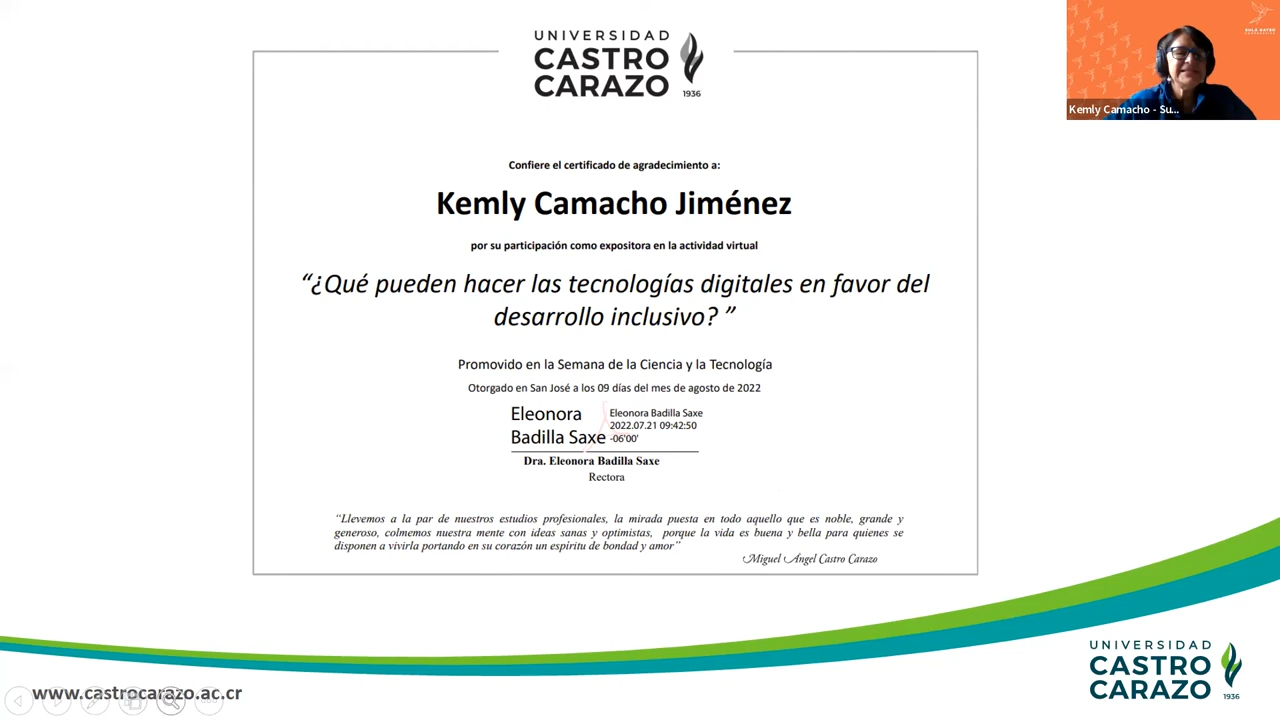 UNIVERSIDAD
CASTRO
CARAZO
1936
SULÁ BATSÚ
COOPERATIVA
Kemly Camacho - Su...
Confiere el certificado de agradecimiento a:
Kemly Camacho Jiménez
por su participación como expositora en la actividad virtual
“¿Qué pueden hacer las tecnologías digitales en favor del
desarrollo inclusivo? ”
Promovido en la Semana de la Ciencia y la Tecnología
Otorgado en San José a los 09 días del mes de agosto de 2022
Eleonora
Badilla Saxe
Eleonora Badilla Saxe
2022.07.21 09:42:50
-06'00'
Dra. Eleonora Badilla Saxe
Rectora
“Llevemos a la par de nuestros estudios profesionales, la mirada puesta en todo aquello que es noble, grande y
generoso, colmemos nuestra mente con ideas sanas y optimistas, porque la vida es buena y bella para quienes se
disponen a vivirla portando en su corazón un espíritu de bondad y amor”
Miguel Ángel Castro Carazo
www.castrocarazo.ac.cr
UNIVERSIDAD
CASTRO
CARAZO
1936